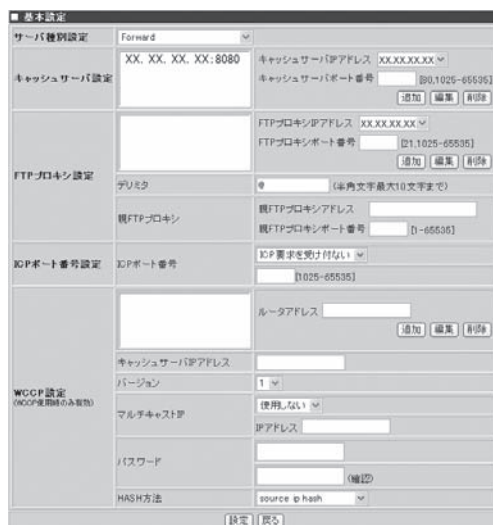 ■ 基本設定
サーバ種別設定 Forward
キャッシュサーバ設定 XX. XX. XX. XX:8080 キャッシュサーバIPアドレス XX.XX.XX.XX
キャッシュサーバポート番号 [80,1025-65535]
追加 編集 削除
FTPプロキシ設定 FTPプロキシIPアドレス XX.XX.XX.XX
FTPプロキシポート番号 [21,1025-65535]
追加 編集 削除
デリミタ @ (半角文字最大10文字まで)
親FTPプロキシ 親FTPプロキシアドレス
親FTPプロキシポート番号 [1-65535]
ICPポート番号設定 ICPポート番号 ICP要求を受け付ない
[1025-65535]
WCCP設定
(WCCP使用時のみ有効)
ルータアドレス
追加 編集 削除
キャッシュサーバIPアドレス
バージョン 1
マルチキャストIP 使用しない
IPアドレス
パスワード
(確認)
HASH方法 source ip hash
設定 戻る